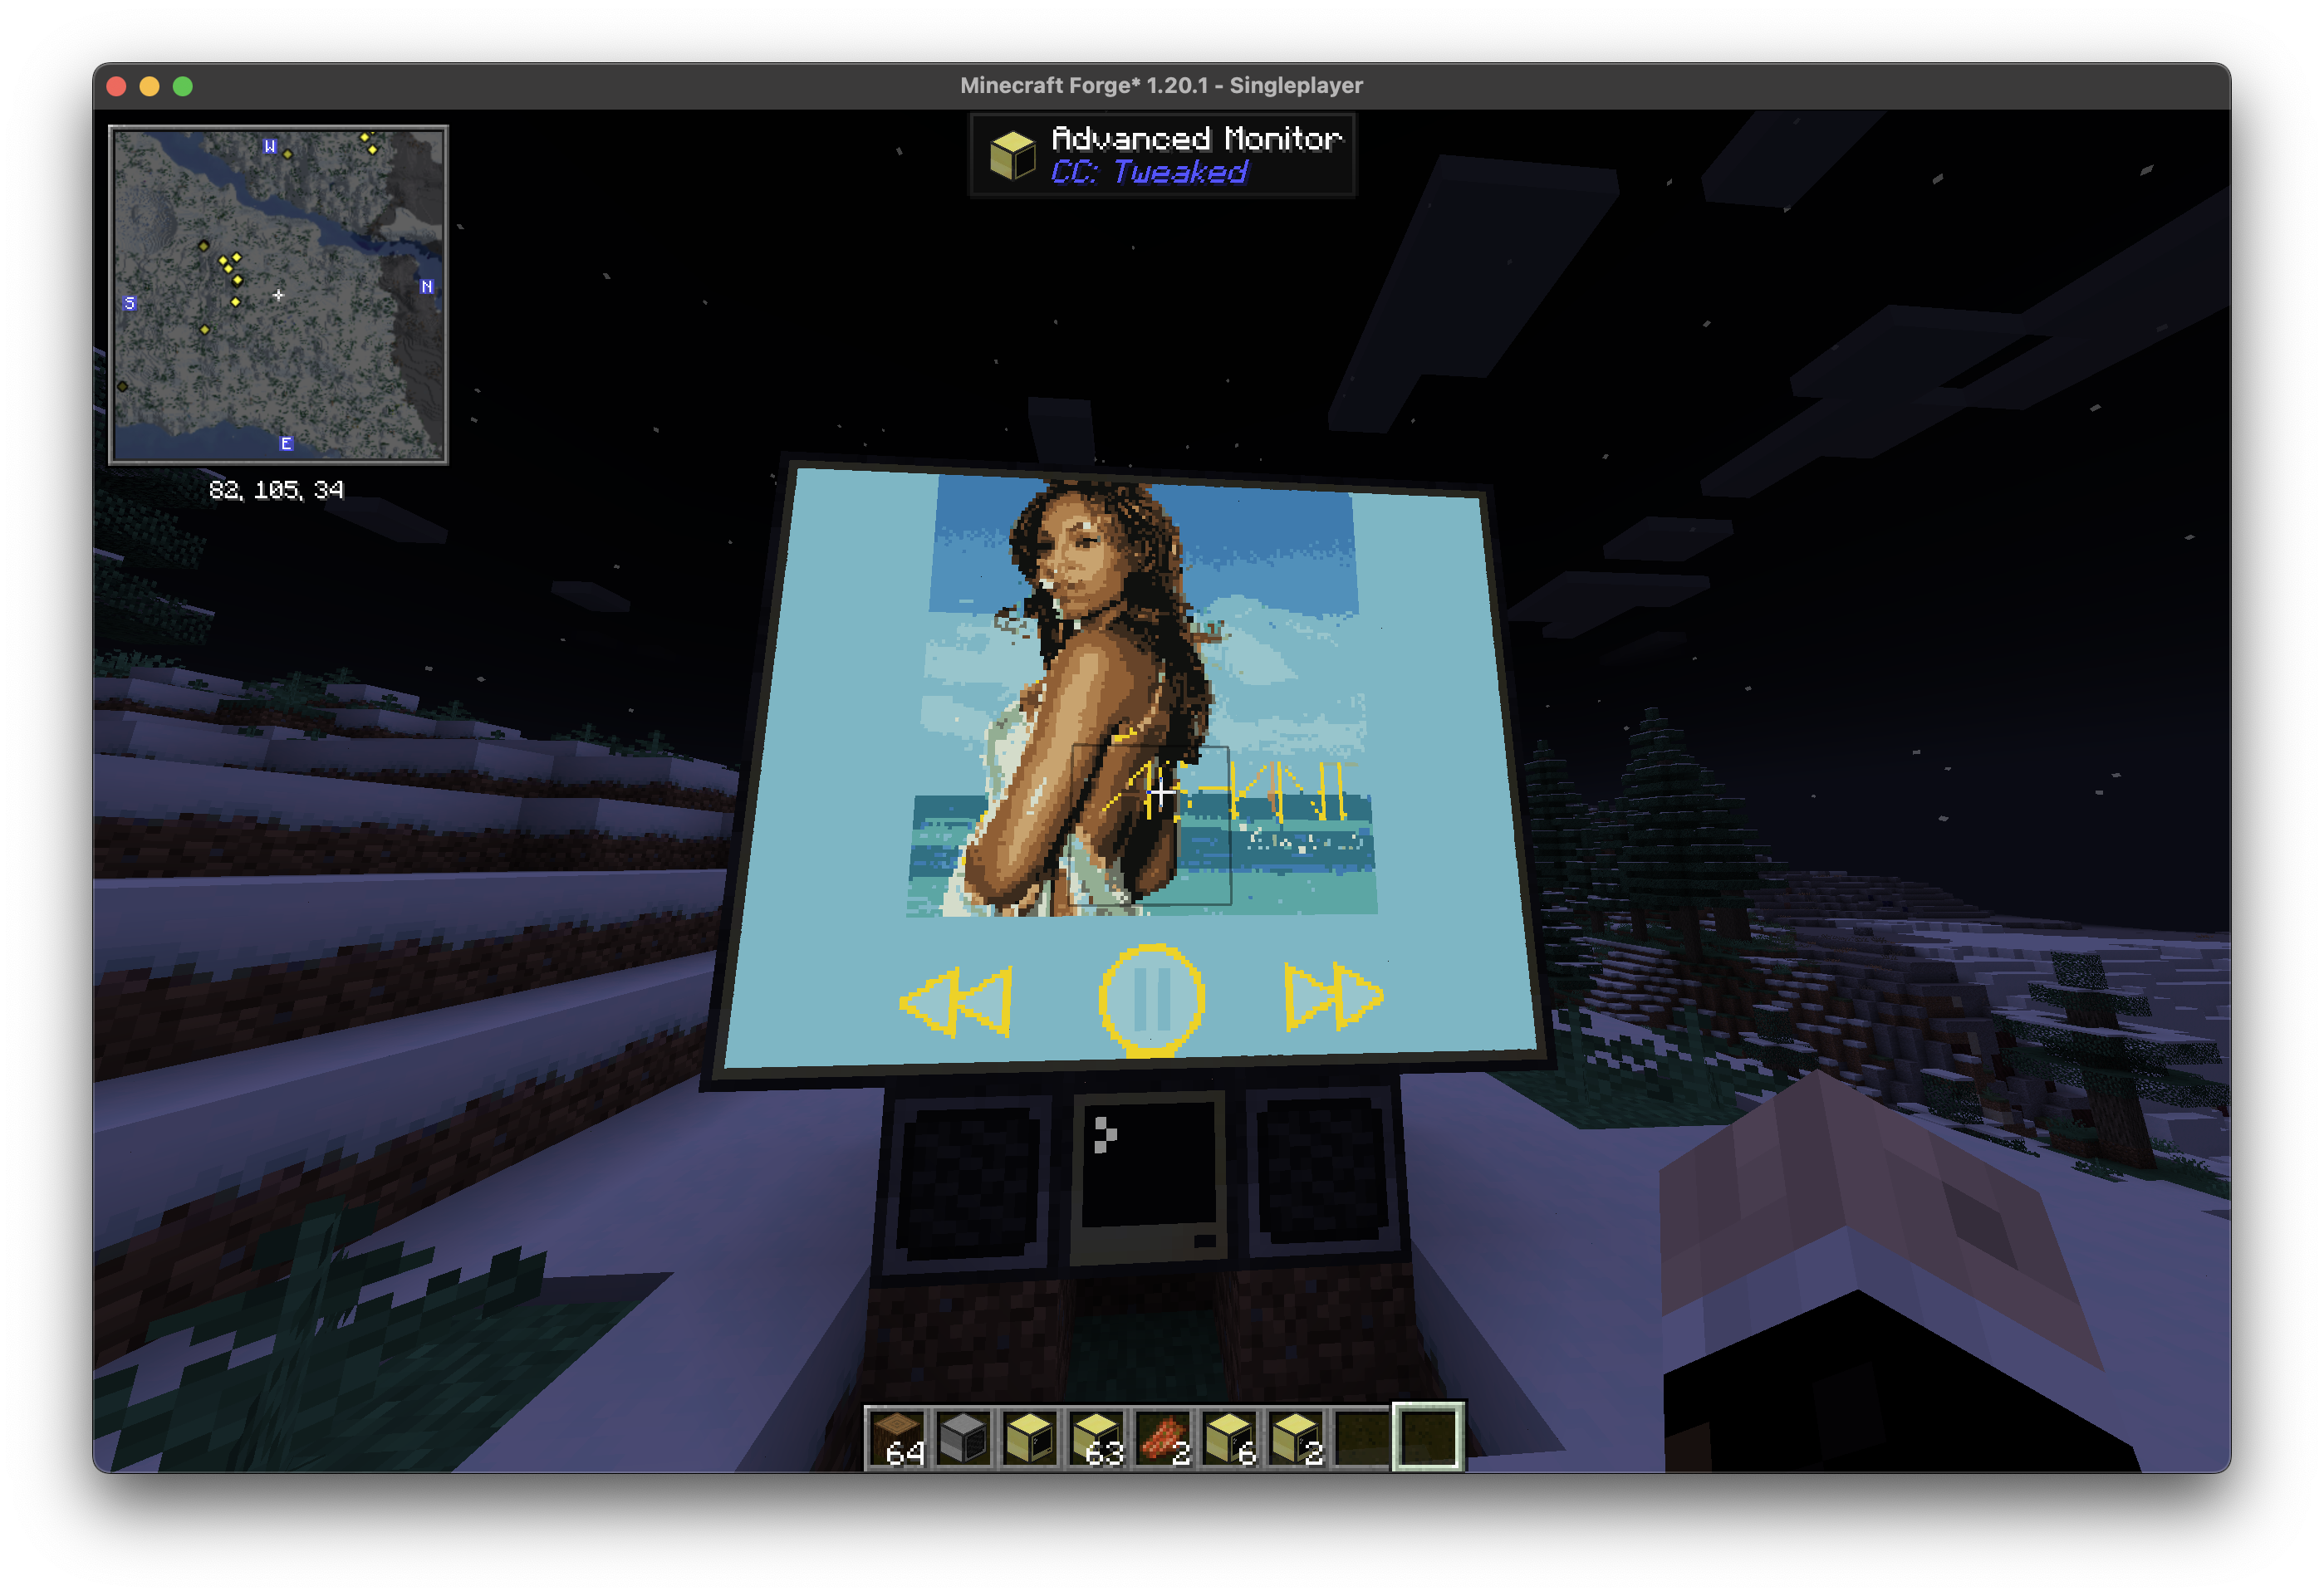 Minecraft Forge* 1.20.1 - Singleplayer
Advanced Monitor
CC: Tweaked
W
N
S
E
82, 105, 34
>
64
63
2
6
2